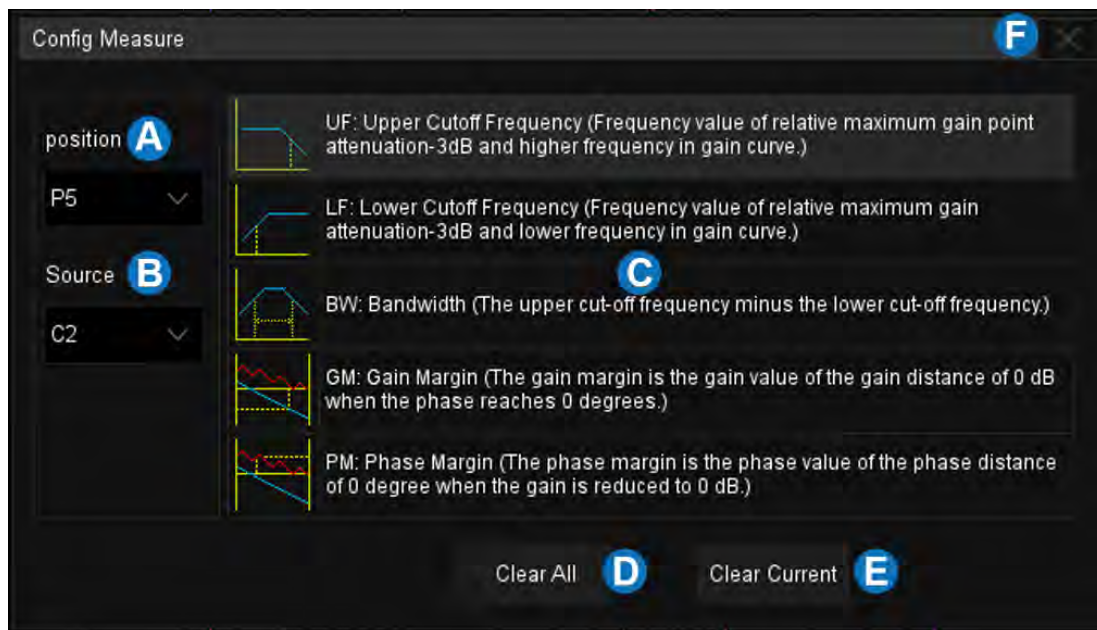 Config Measure F
position A
P5
Source B
C2
UF: Upper Cutoff Frequency (Frequency value of relative maximum gain point
attenuation-3dB and higher frequency in gain curve.)
LF: Lower Cutoff Frequency (Frequency value of relative maximum gain
attenuation-3dB and lower frequency in gain curve.)
C
BW: Bandwidth (The upper cut-off frequency minus the lower cut-off frequency.)
GM: Gain Margin (The gain margin is the gain value of the gain distance of 0 dB
when the phase reaches 0 degrees.)
PM: Phase Margin (The phase margin is the phase value of the phase distance
of 0 degree when the gain is reduced to 0 dB.)
Clear All D Clear Current E